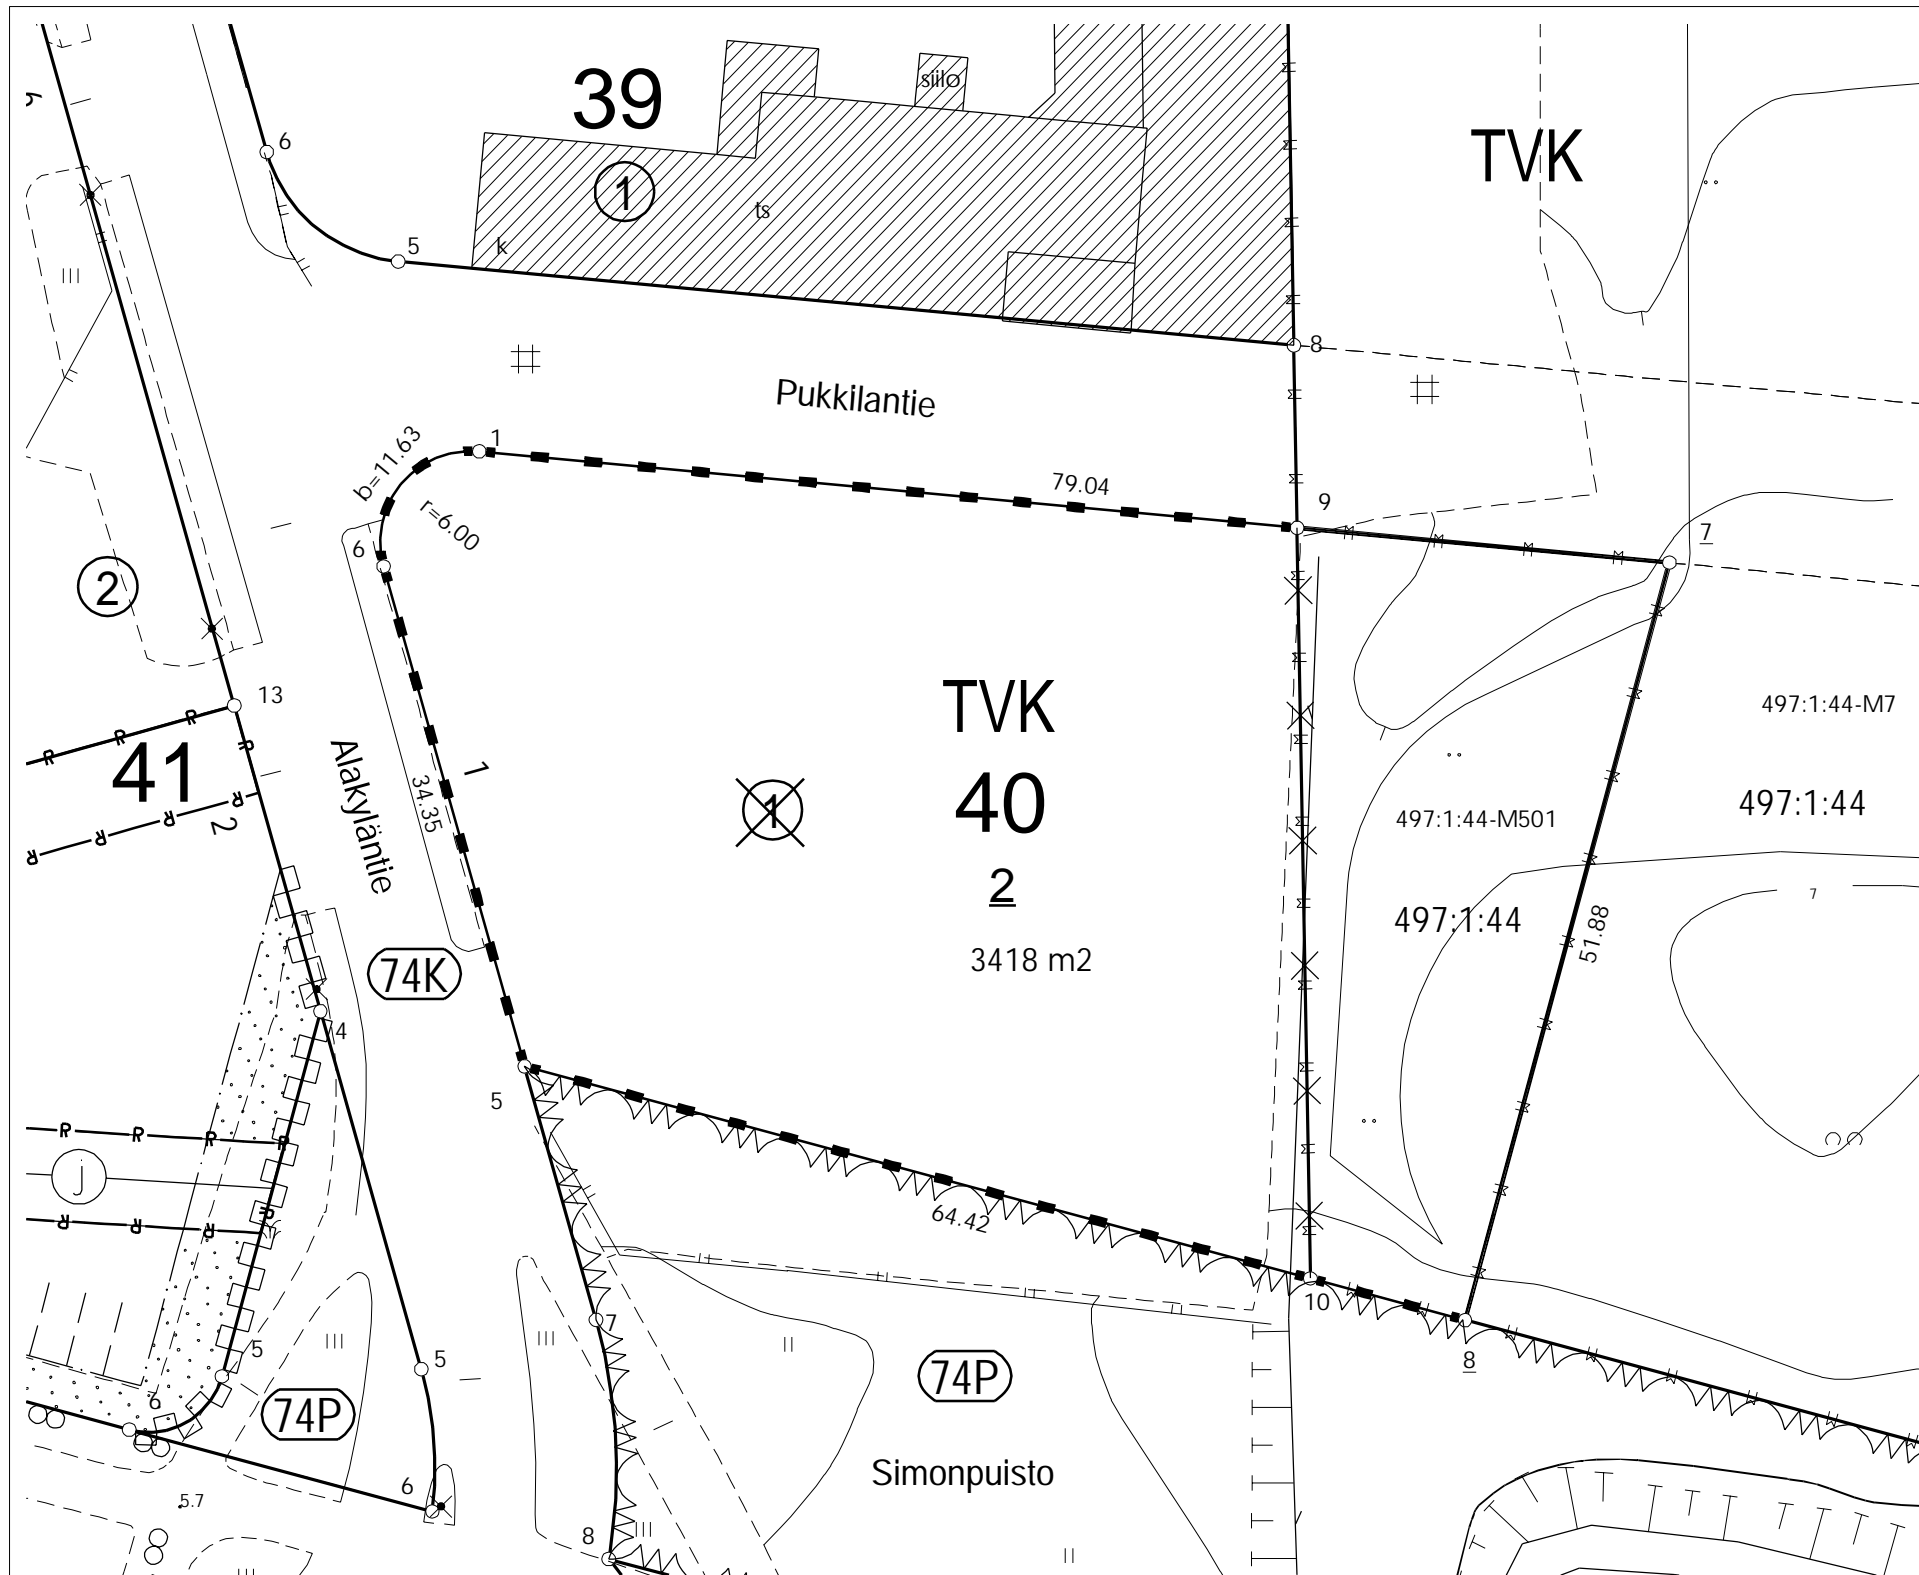 39
siilo
1
ts
k
6
5
TVK
8
Pukkilantie
b=11.63
r=6.00
1
79.04
9
7
6
2
13
41
2
Alakyläntie
34.35
1
TVK
40
2
3418 m2
1
497:1:44-M7
497:1:44
497:1:44-M501
497:1:44
7
51.88
74K
4
5
R
R
R
R
R
R
R
R
R
R
R
R
R
R
J
64.42
10
8
7
5
5
6
74P
74P
Simonpuisto
6
8
5.7